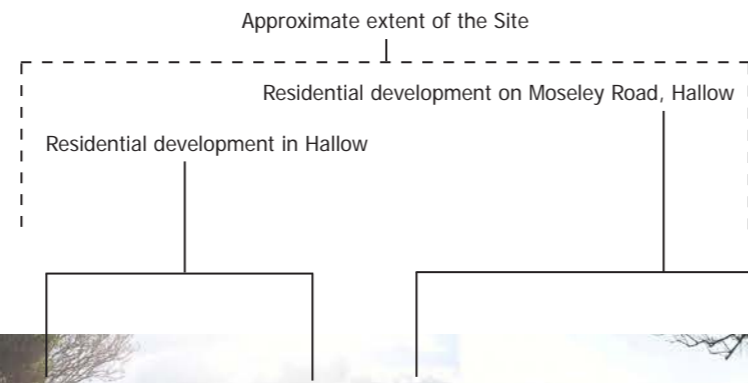 Approximate extent of the Site
Residential development on Moseley Road, Hallow
Residential development in Hallow